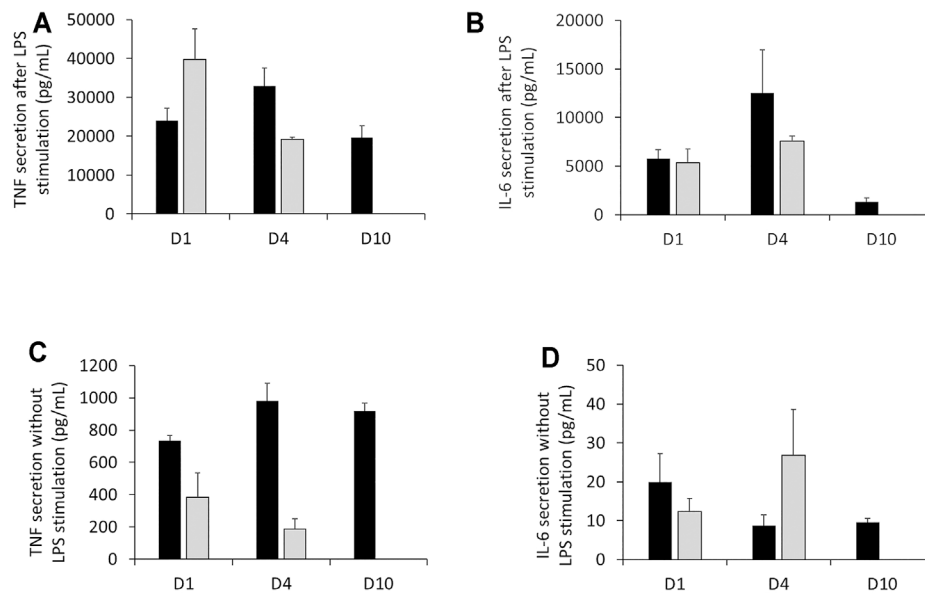 A
TNF secretion after LPS
stimulation (pg/mL)
50000
40000
30000
20000
10000
0
D1 D4 D10
B
IL-6 secretion after LPS
stimulation (pg/mL)
20000
15000
10000
5000
0
D1 D4 D10
C
TNF secretion without
LPS stimulation (pg/mL)
1200
1000
800
600
400
200
0
D1 D4 D10
D
IL-6 secretion without
LPS stimulation (pg/mL)
50
40
30
20
10
0
D1 D4 D10